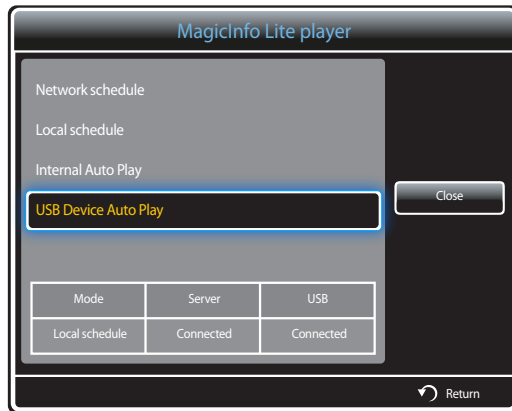 MagicInfo Lite player
Network schedule
Local schedule
Internal Auto Play
USB Device Auto Play
Close
Mode Server USB
Local schedule Connected Connected
Return